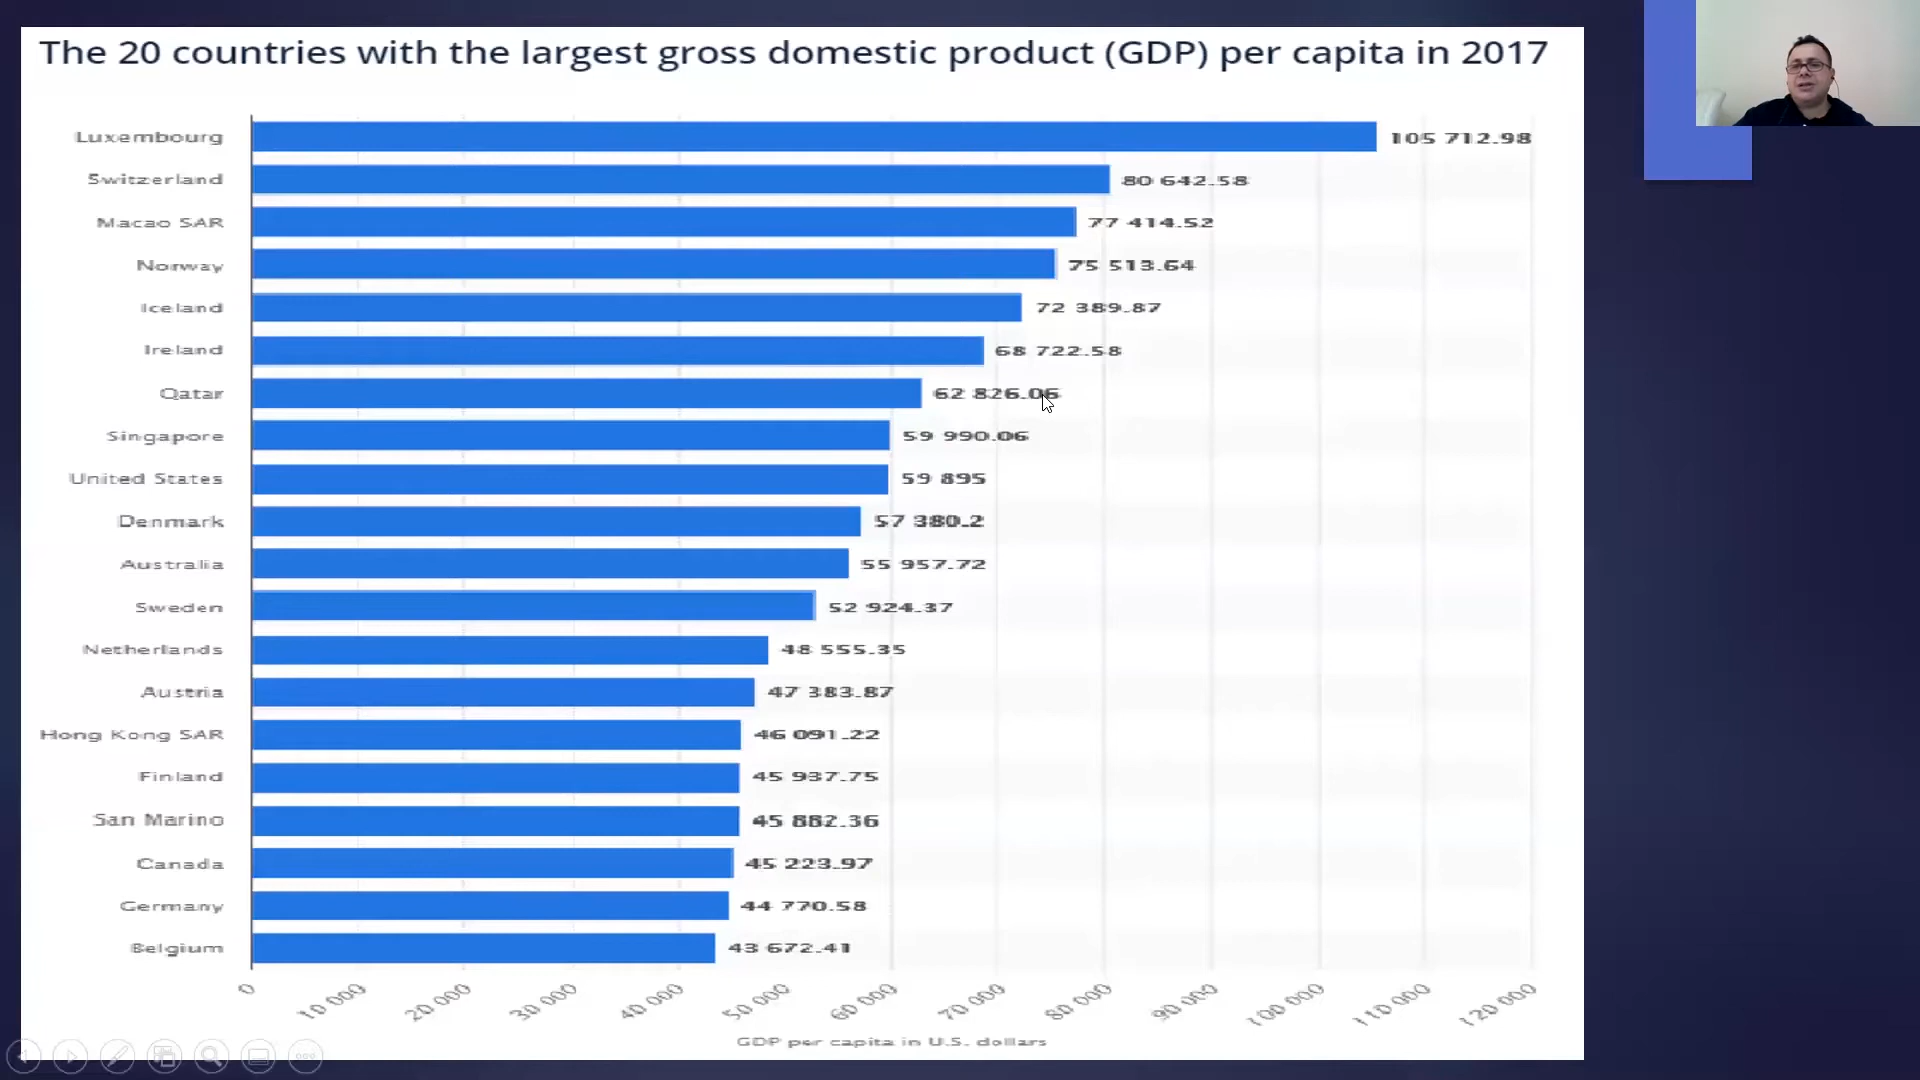 The 20 countries with the largest gross domestic product (GDP) per capita in 2017
Luxembourg 105 712.98
Switzerland 80 642.58
Macao SAR 77 414.52
Norway 75 513.64
Iceland 72 389.87
Ireland 68 722.58
Qatar 62 826.06
Singapore 59 990.06
United States 59 895
Denmark 57 380.2
Australia 55 957.72
Sweden 52 924.37
Netherlands 48 555.35
Austria 47 383.87
Hong Kong SAR 46 091.22
Finland 45 937.75
San Marino 45 882.36
Canada 45 223.97
Germany 44 770.58
Belgium 43 672.41
0 10 000 20 000 30 000 40 000 50 000 60 000 70 000 80 000 90 000 100 000 110 000 120 000
GDP per capita in U.S. dollars